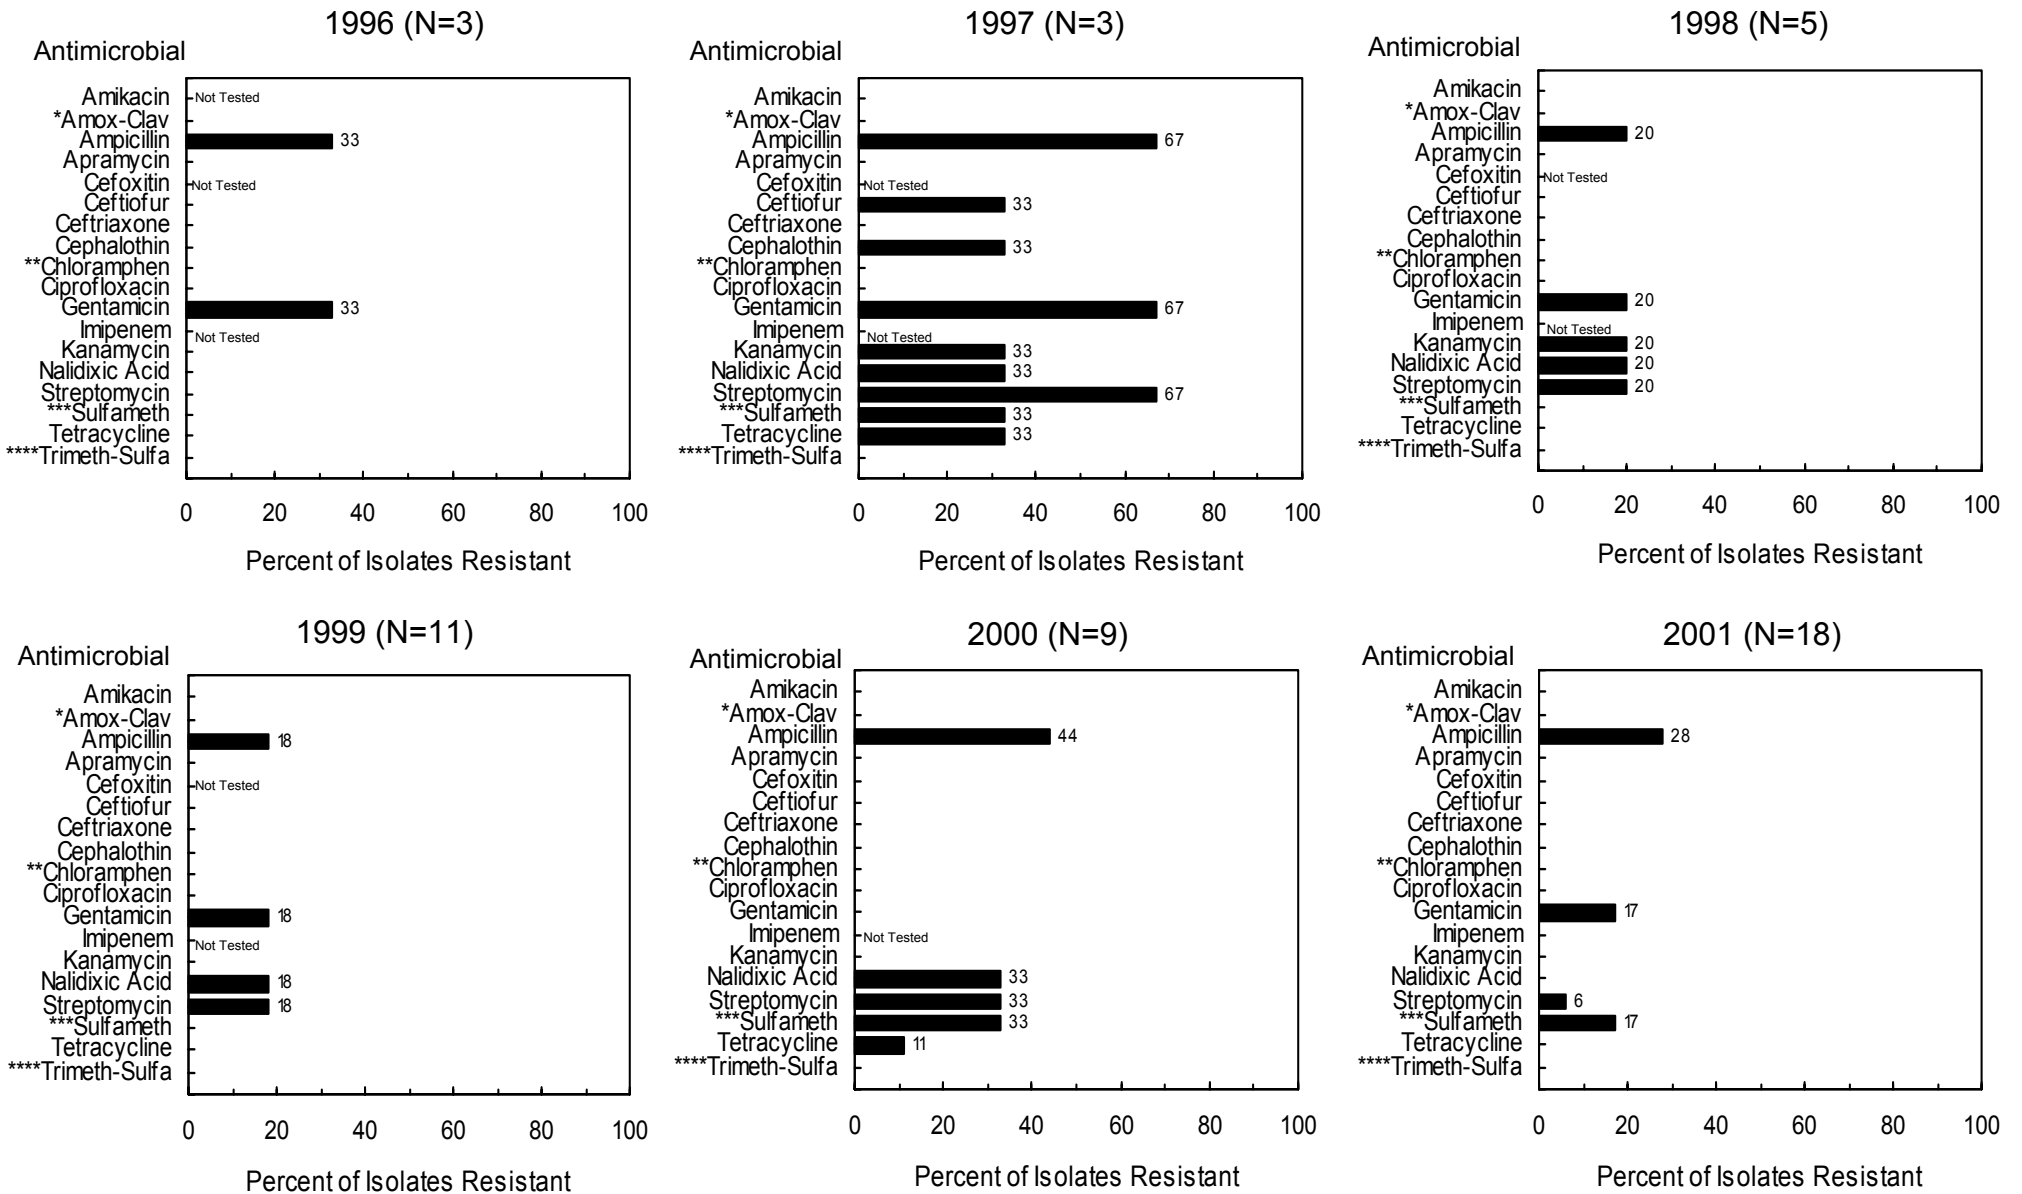 1996 (N=3)
Antimicrobial
Amikacin Not Tested
*Amox-Clav
Ampicillin 33
Apramycin
Cefoxitin Not Tested
Ceftiofur
Ceftriaxone
Cephalothin
**Chloramphen
Ciprofloxacin
Gentamicin 33
Imipenem Not Tested
Kanamycin
Nalidixic Acid
Streptomycin
***Sulfameth
Tetracycline
****Trimeth-Sulfa
0 20 40 60 80 100
Percent of Isolates Resistant
1997 (N=3)
Antimicrobial
Amikacin
*Amox-Clav
Ampicillin 67
Apramycin
Cefoxitin Not Tested
Ceftiofur 33
Ceftriaxone
Cephalothin 33
**Chloramphen
Ciprofloxacin
Gentamicin 67
Imipenem Not Tested
Kanamycin 33
Nalidixic Acid 33
Streptomycin 67
***Sulfameth 33
Tetracycline 33
****Trimeth-Sulfa
0 20 40 60 80 100
Percent of Isolates Resistant
1998 (N=5)
Antimicrobial
Amikacin
*Amox-Clav
Ampicillin 20
Apramycin
Cefoxitin Not Tested
Ceftiofur
Ceftriaxone
Cephalothin
**Chloramphen
Ciprofloxacin
Gentamicin 20
Imipenem Not Tested
Kanamycin 20
Nalidixic Acid 20
Streptomycin 20
***Sulfameth
Tetracycline
****Trimeth-Sulfa
0 20 40 60 80 100
Percent of Isolates Resistant
1999 (N=11)
Antimicrobial
Amikacin
*Amox-Clav
Ampicillin 18
Apramycin
Cefoxitin Not Tested
Ceftiofur
Ceftriaxone
Cephalothin
**Chloramphen
Ciprofloxacin
Gentamicin 18
Imipenem Not Tested
Kanamycin
Nalidixic Acid 18
Streptomycin 18
***Sulfameth
Tetracycline
****Trimeth-Sulfa
0 20 40 60 80 100
Percent of Isolates Resistant
2000 (N=9)
Antimicrobial
Amikacin
*Amox-Clav
Ampicillin 44
Apramycin
Cefoxitin
Ceftiofur
Ceftriaxone
Cephalothin
**Chloramphen
Ciprofloxacin
Gentamicin
Imipenem Not Tested
Kanamycin
Nalidixic Acid 33
Streptomycin 33
***Sulfameth 33
Tetracycline 11
****Trimeth-Sulfa
0 20 40 60 80 100
Percent of Isolates Resistant
2001 (N=18)
Antimicrobial
Amikacin
*Amox-Clav
Ampicillin 28
Apramycin
Cefoxitin
Ceftiofur
Ceftriaxone
Cephalothin
**Chloramphen
Ciprofloxacin
Gentamicin 17
Imipenem
Kanamycin
Nalidixic Acid
Streptomycin 6
***Sulfameth 17
Tetracycline
****Trimeth-Sulfa
0 20 40 60 80 100
Percent of Isolates Resistant